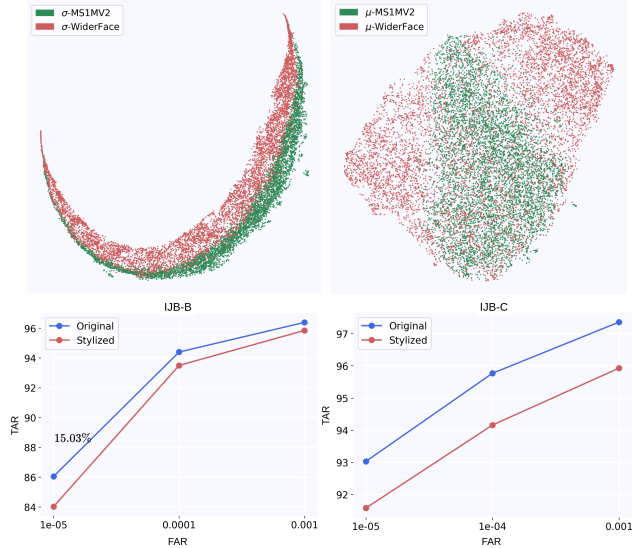 σ-MS1MV2
σ-WiderFace
μ-MS1MV2
μ-WiderFace
IJB-B
Original
Stylized
96
94
92
90
88
86
84
TAR
15.03%
1e-05
0.0001
0.001
FAR
IJB-C
Original
Stylized
97
96
95
94
93
92
TAR
1e-05
1e-04
0.001
FAR